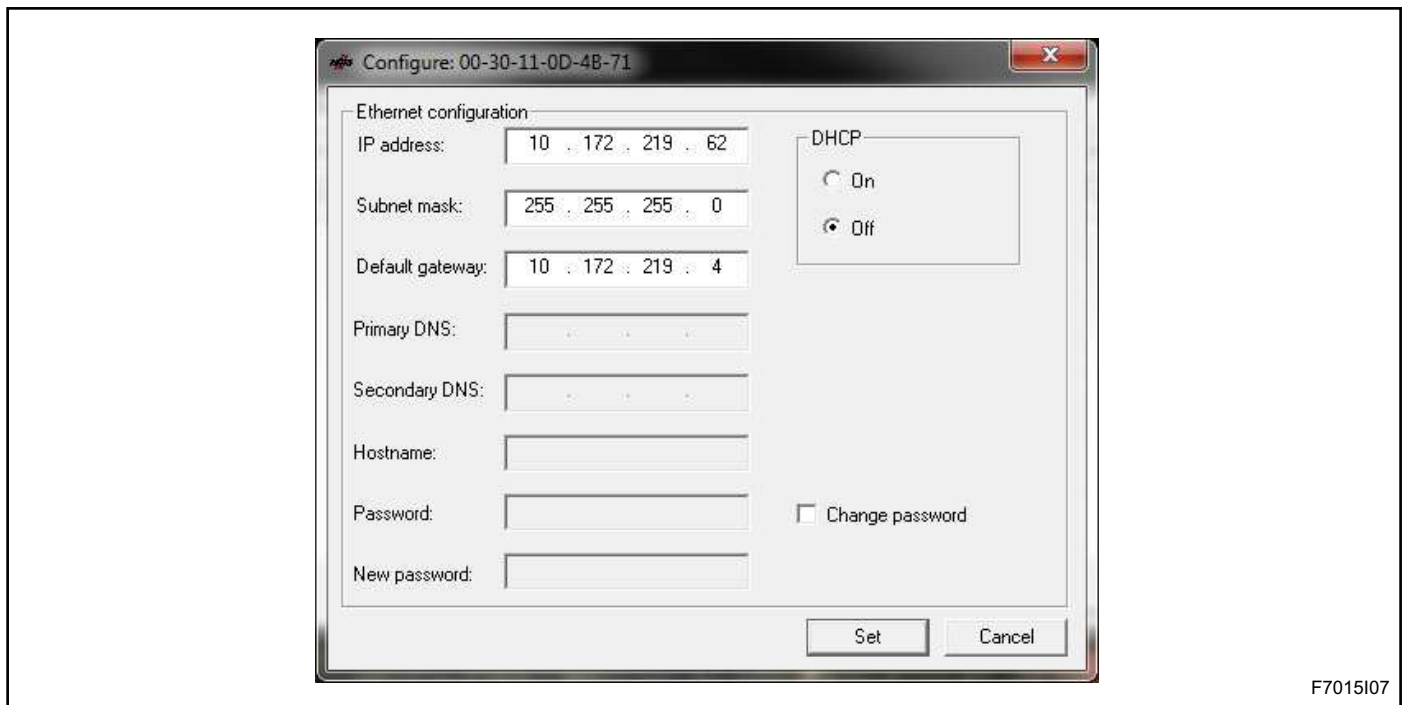 Configure: 00-30-11-0D-4B-71
Ethernet configuration
IP address: 10 . 172 . 219 . 62
DHCP
On
Subnet mask: 255 . 255 . 255 . 0
Off
Default gateway: 10 . 172 . 219 . 4
Primary DNS: . . .
Secondary DNS: . . .
Hostname:
Password:
Change password
New password:
Set Cancel
F7015I07